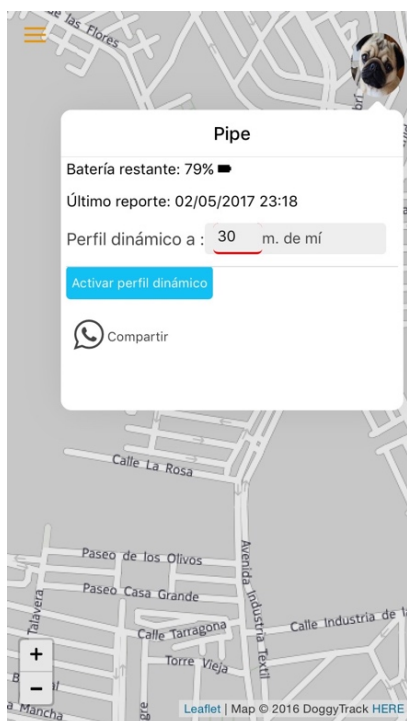 las Flores
Pipe
Batería restante: 79%
Último reporte: 02/05/2017 23:18
Perfil dinámico a : 30 m. de mí
Activar perfil dinámico
Compartir
Calle La Rosa
Paseo de los Olivos
Paseo Casa Grande
Avenida Industria Textil
Talavera
Calle Tarragona
Calle Industria de l
Torre Vieja
+
−
a Mancha
Leaflet | Map © 2016 DoggyTrack HERE